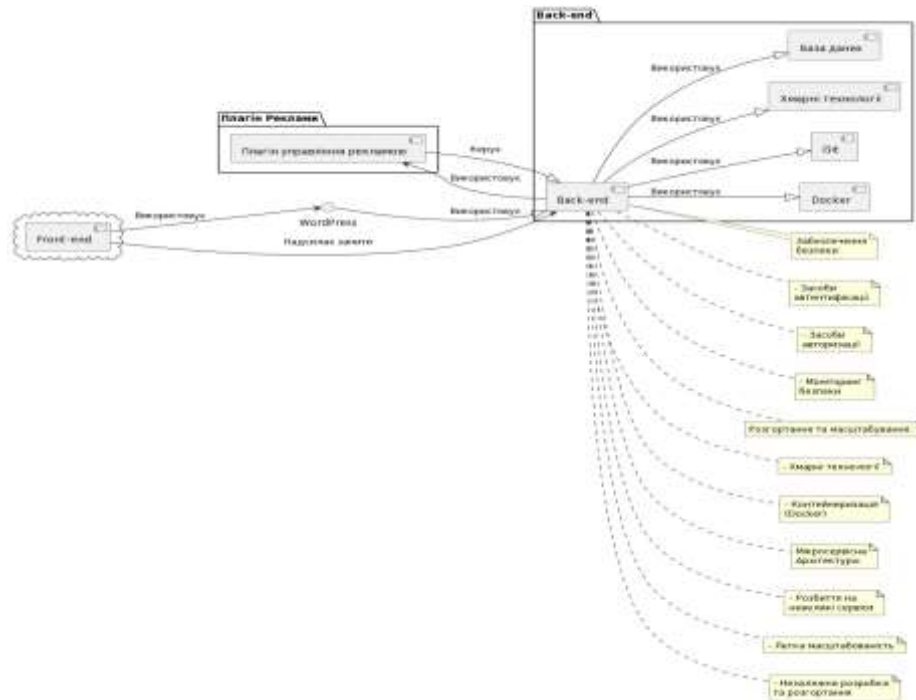 Back-end
База даних
Використовує
Хмарні технології
Використовує
Плагін Реклами
Git
Використовує
Плагін управління рекламою
Керує
Використовує
Back-end
Використовує
Docker
Використовує
WordPress
Використовує
Front-end
Надсилає запити
Забезпечення
безпеки
- Засоби
автентифікації
- Засоби
авторизації
- Моніторинг
безпеки
Розгортання та масштабування
- Хмарні технології
- Контейнеризація
(Docker)
Мікросервісна
Архітектура
- Розбиття на
незалежні сервіси
- Легка масштабованість
- Незалежна розробка
та розгортання